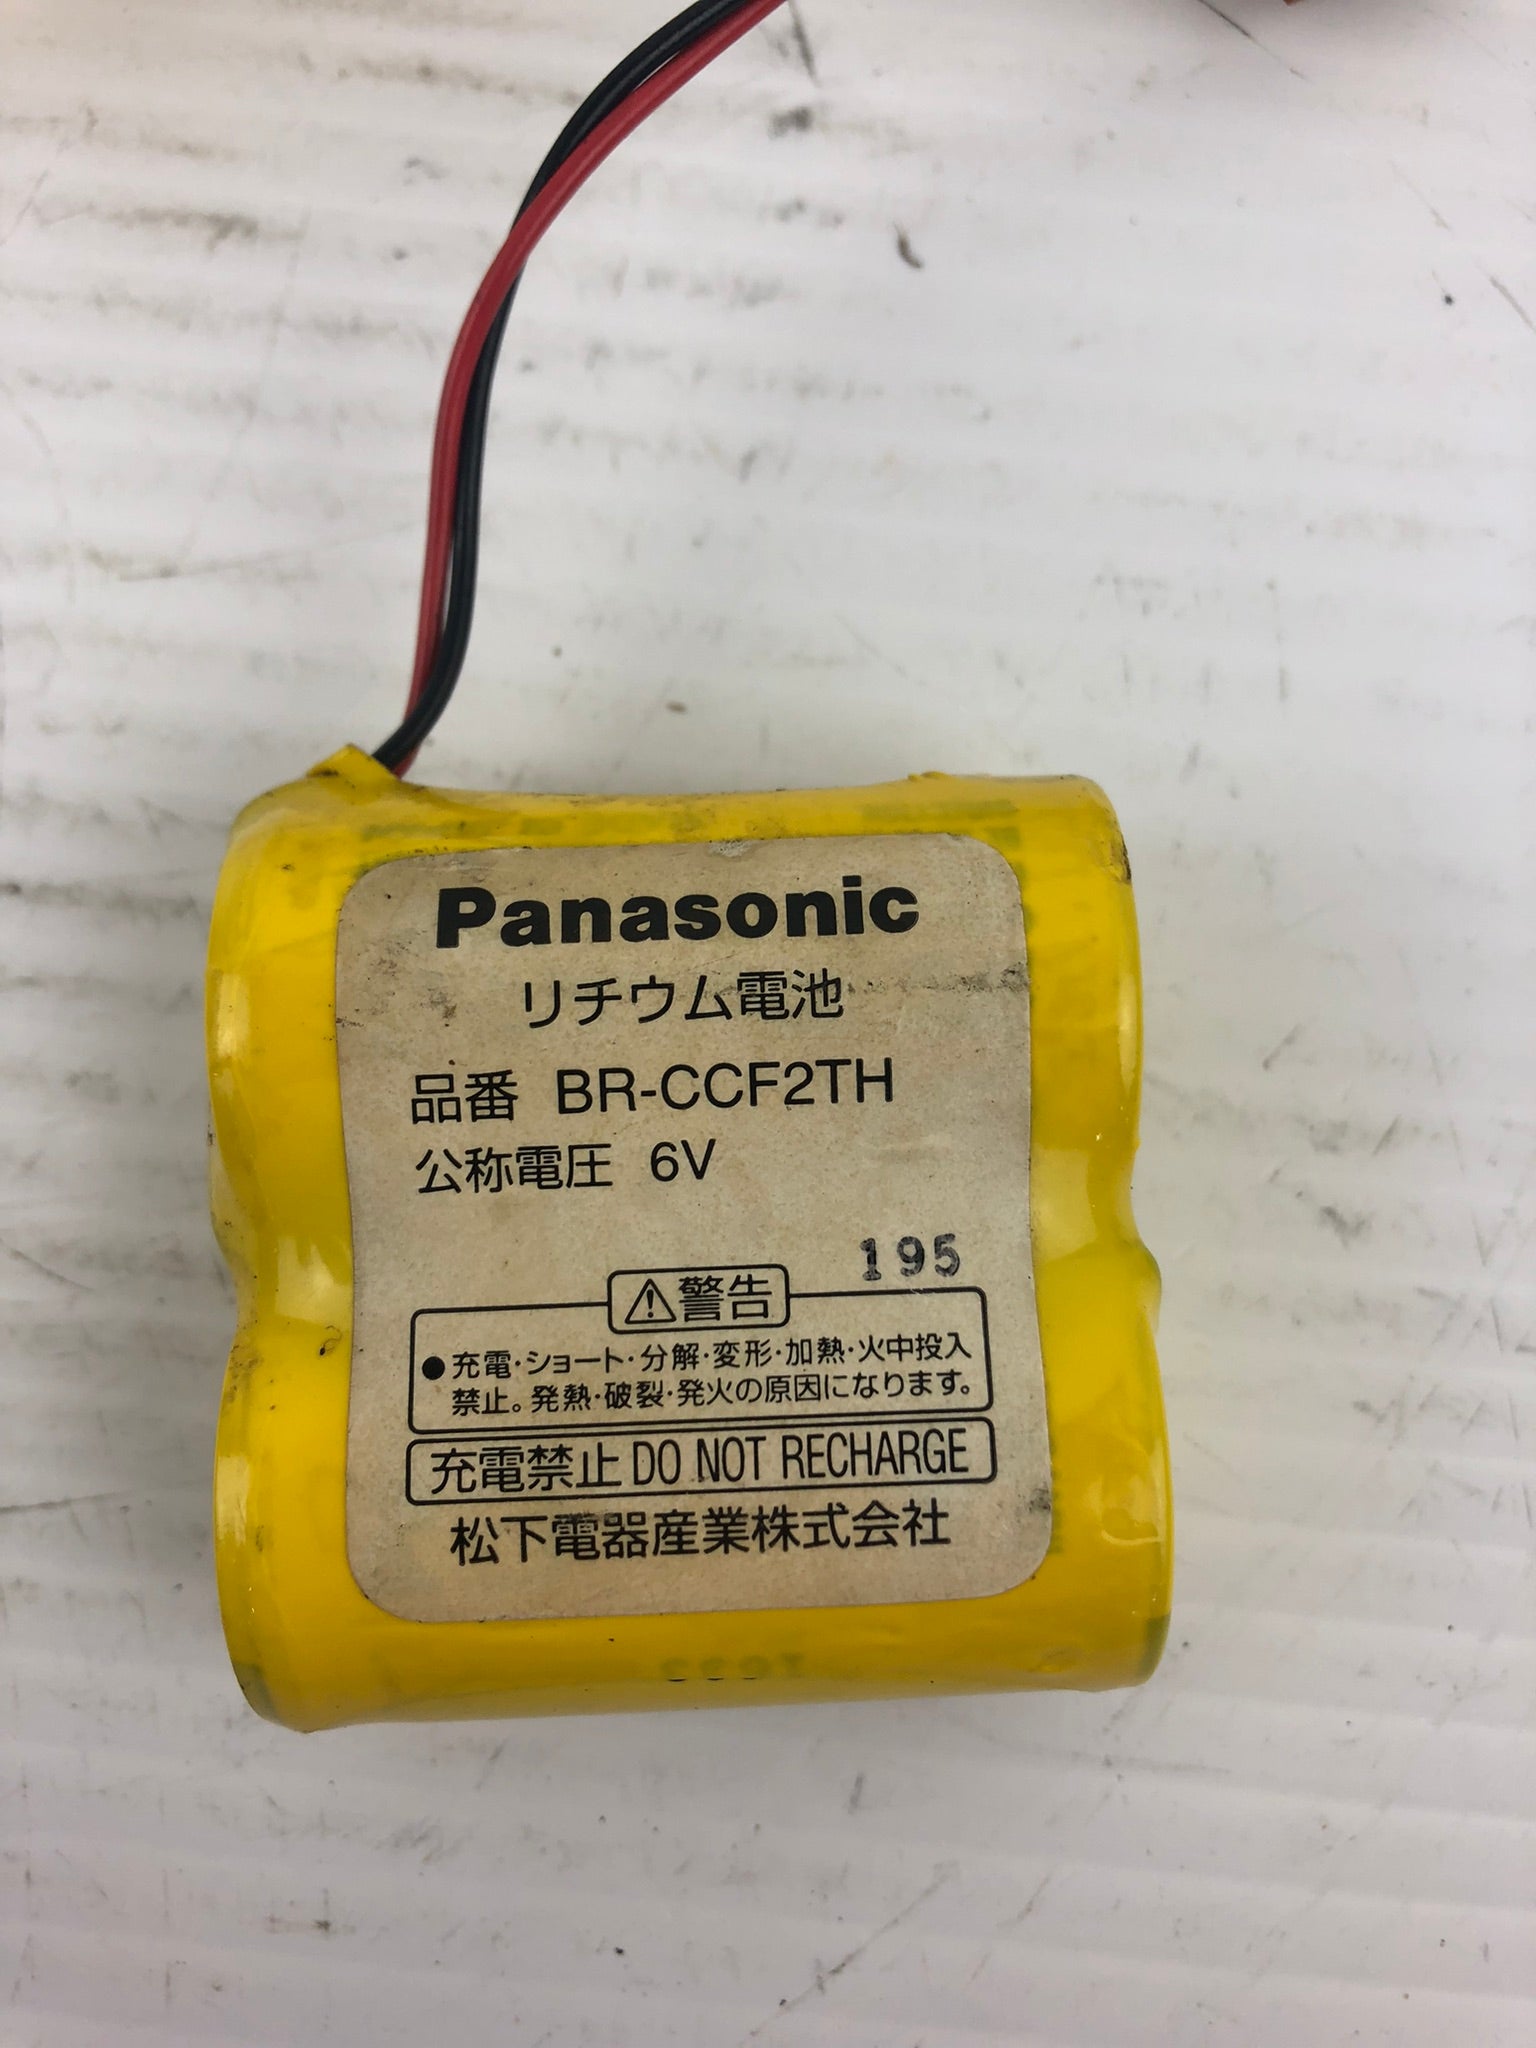 Panasonic
リチウム電池
品番 BR-CCF2TH
公称電圧 6V
195
⚠警告
●充電・ショート・分解・変形・加熱・火中投入
禁止。発熱・破裂・発火の原因になります。
充電禁止 DO NOT RECHARGE
松下電器産業株式会社